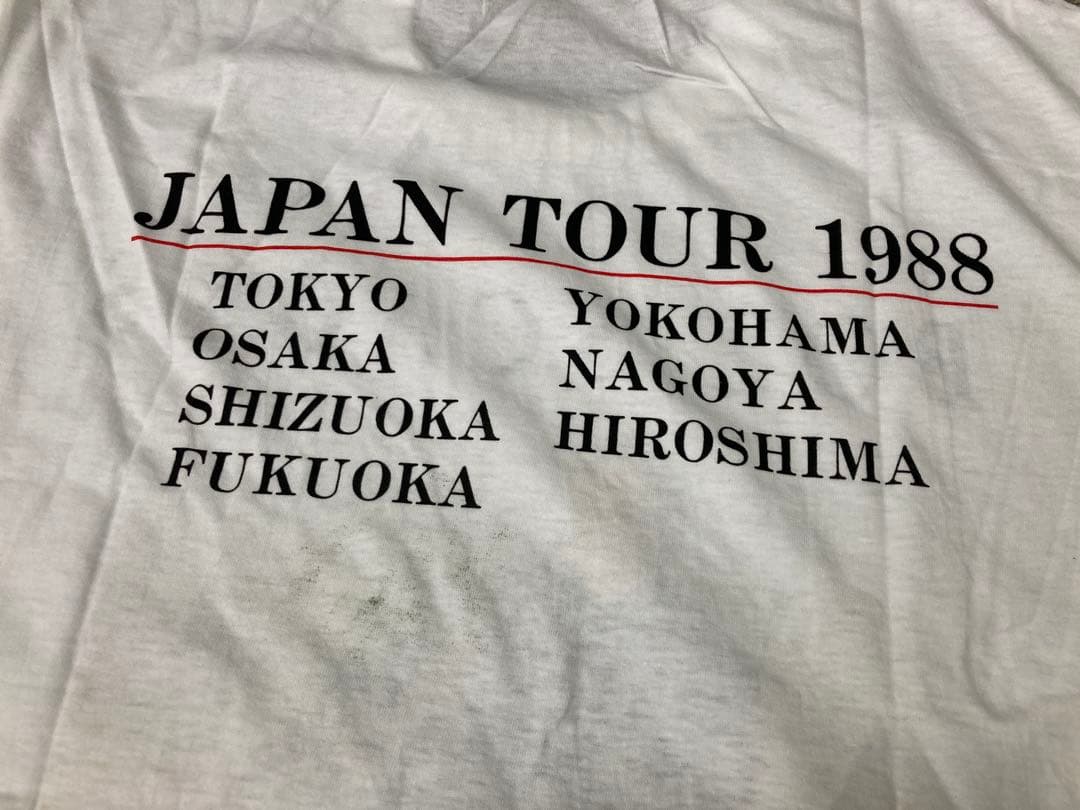 JAPAN TOUR 1988
TOKYO YOKOHAMA
OSAKA NAGOYA
SHIZUOKA HIROSHIMA
FUKUOKA